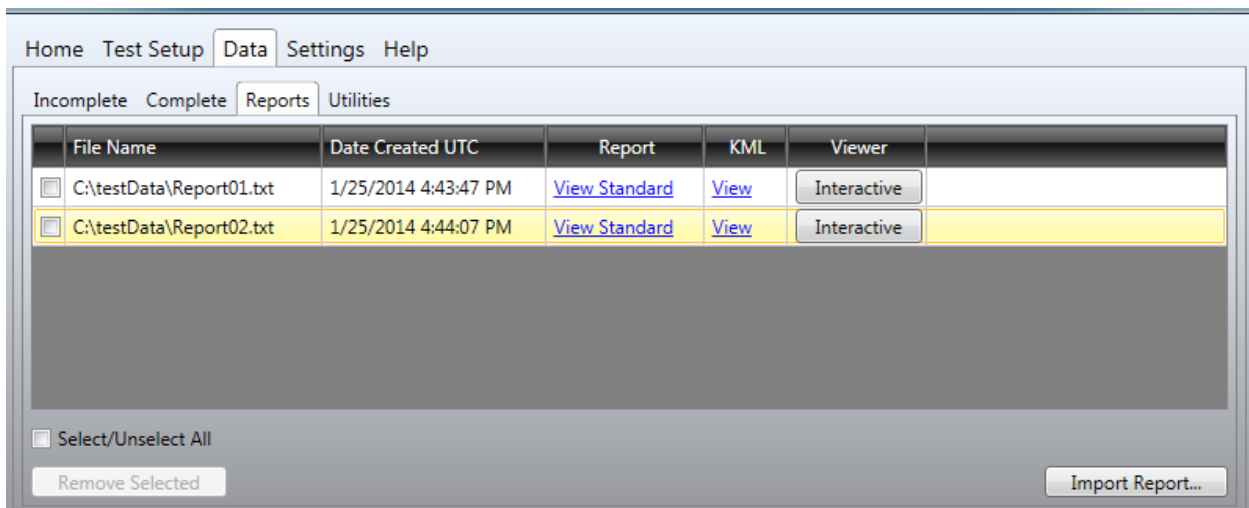 Home Test Setup Data Settings Help
Incomplete Complete Reports Utilities
File Name Date Created UTC Report KML Viewer
C:\testData\Report01.txt 1/25/2014 4:43:47 PM View Standard View Interactive
C:\testData\Report02.txt 1/25/2014 4:44:07 PM View Standard View Interactive
Select/Unselect All
Remove Selected Import Report...